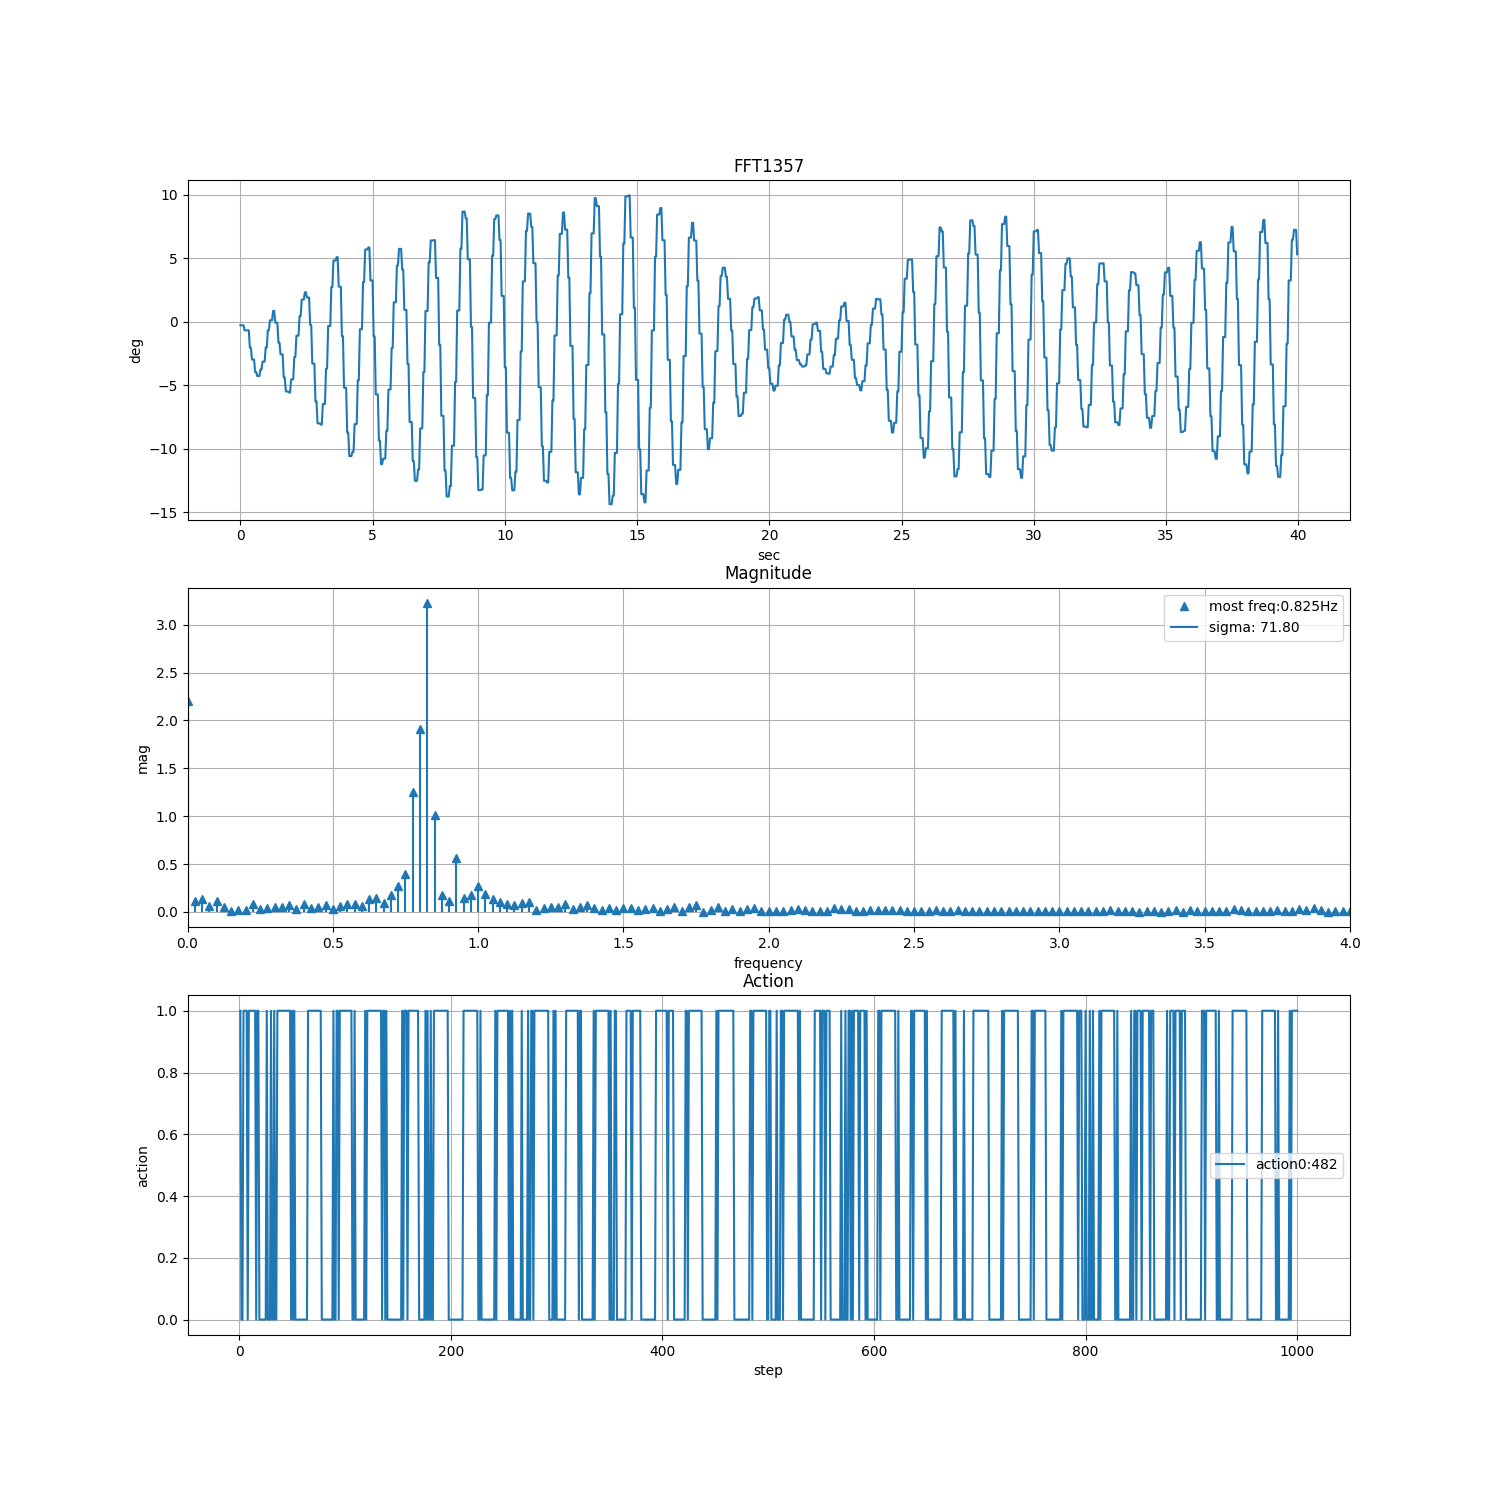 FFT1357
10
5
0
−5
−10
−15
deg
0 5 10 15 20 25 30 35 40
sec
Magnitude
most freq:0.825Hz
sigma: 71.80
3.0
2.5
2.0
1.5
1.0
0.5
0.0
mag
0.0 0.5 1.0 1.5 2.0 2.5 3.0 3.5 4.0
frequency
Action
1.0
0.8
0.6
0.4
0.2
0.0
action
action0:482
0 200 400 600 800 1000
step